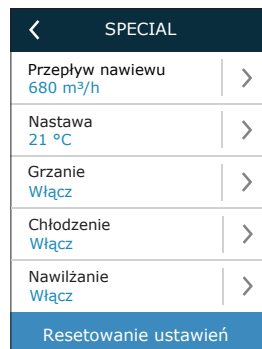 SPECIAL
Przepływ nawiewu
680 m³/h
Nastawa
21 °C
Grzanie
Włącz
Chłodzenie
Włącz
Nawilżanie
Włącz
Resetowanie ustawień